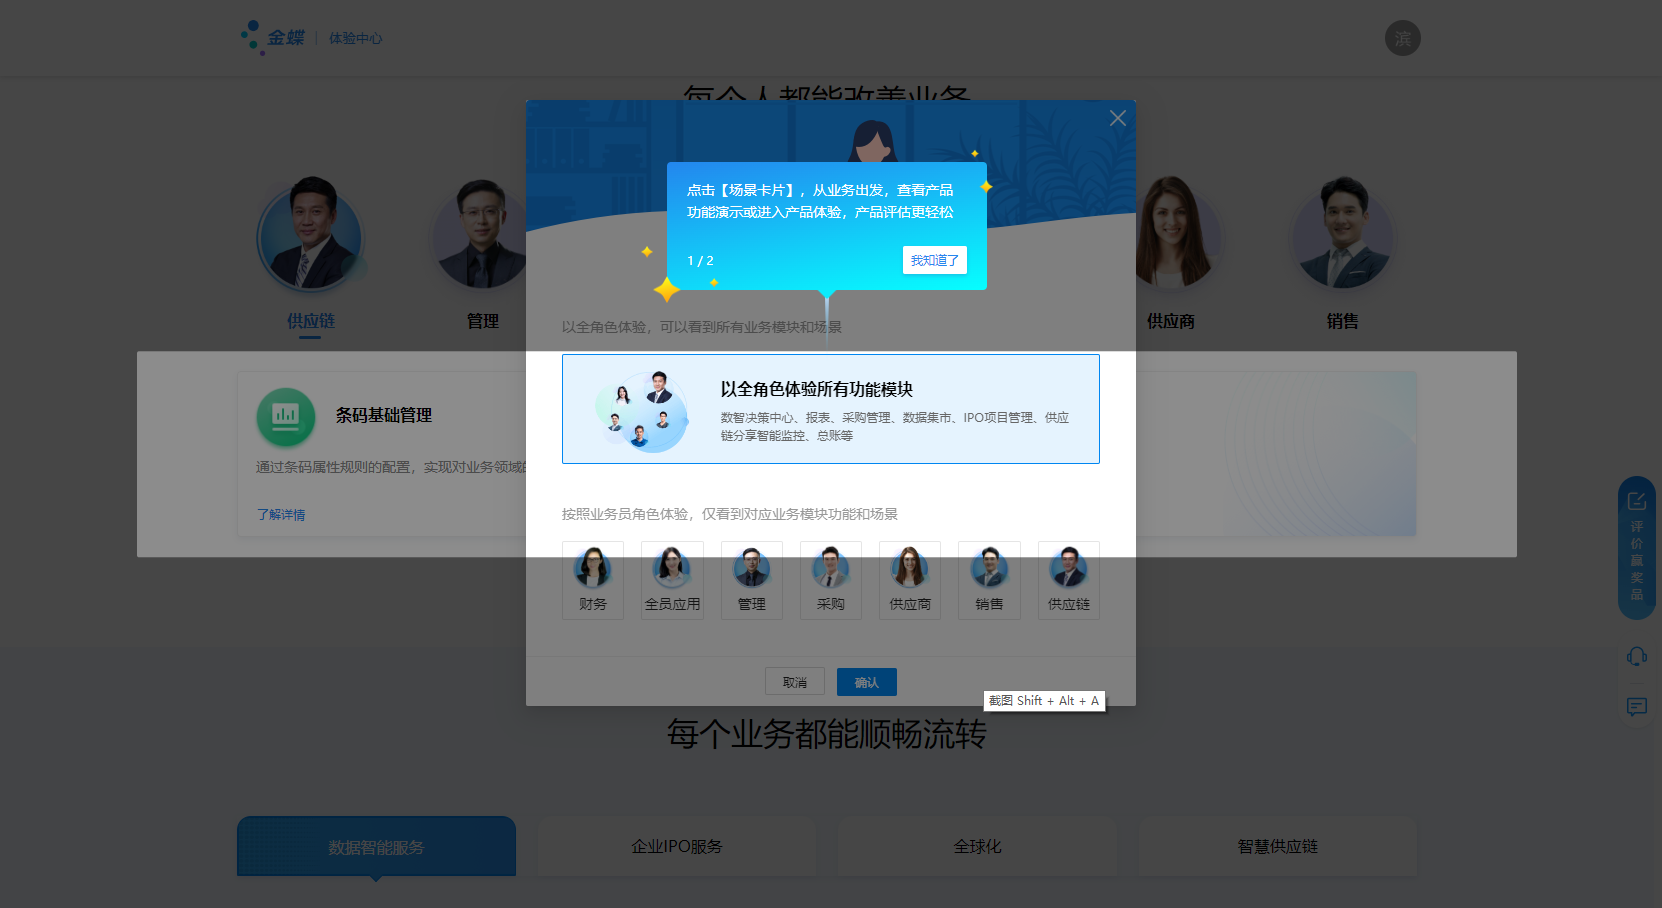 金蝶 | 体验中心
滨
每个人都能改善业务
点击【场景卡片】，从业务出发，查看产品
功能演示或进入产品体验，产品评估更轻松
1 / 2
我知道了
供应链
管理
供应商
销售
以全角色体验，可以看到所有业务模块和场景
以全角色体验所有功能模块
数智决策中心、报表、采购管理、数据集市、IPO项目管理、供应
链分享智能监控、总账等
条码基础管理
通过条码属性规则的配置，实现对业务领域的
了解详情
按照业务员角色体验，仅看到对应业务模块功能和场景
财务
全员应用
管理
采购
供应商
销售
供应链
评价赢奖品
取消
确认
截图 Shift + Alt + A
每个业务都能顺畅流转
数据智能服务
企业IPO服务
全球化
智慧供应链